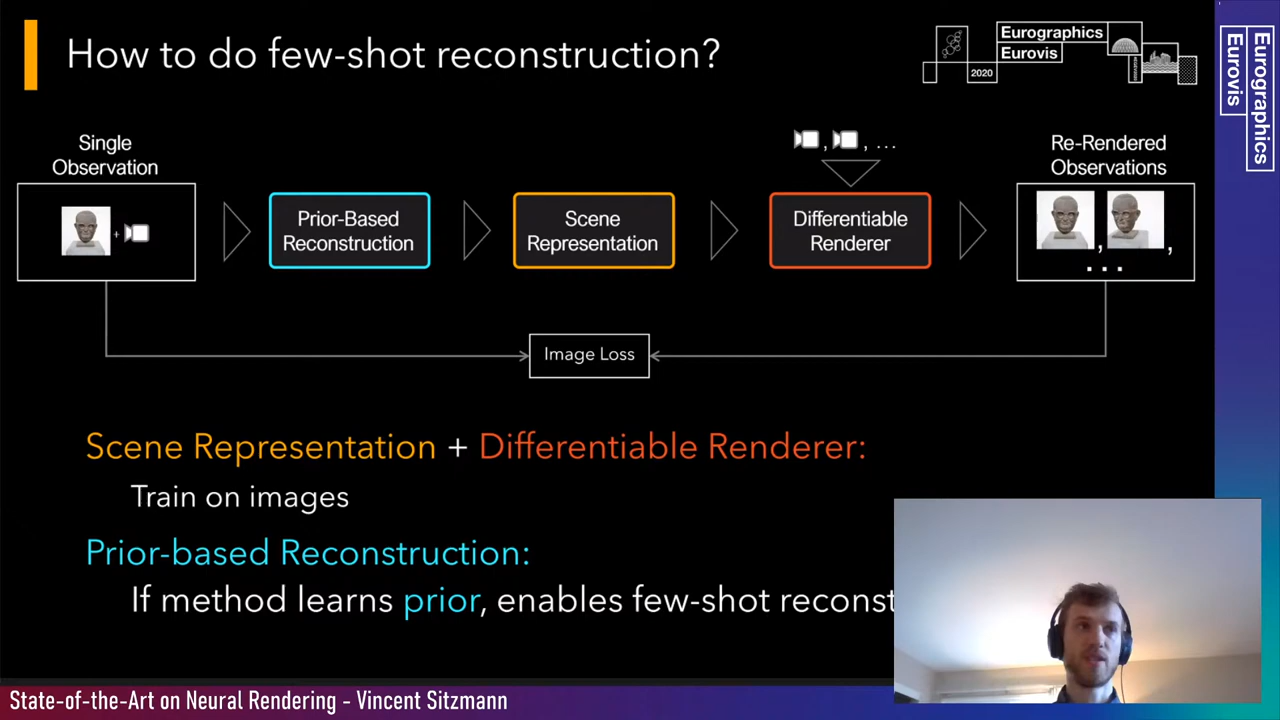 How to do few-shot reconstruction?
Eurographics
Eurovis
2020
Eurographics
Eurovis
Single
Observation
+
Prior-Based
Reconstruction
Scene
Representation
, , ...
Differentiable
Renderer
Re-Rendered
Observations
, ,
...
Image Loss
Scene Representation + Differentiable Renderer:
Train on images
Prior-based Reconstruction:
If method learns prior, enables few-shot reconst
State-of-the-Art on Neural Rendering - Vincent Sitzmann